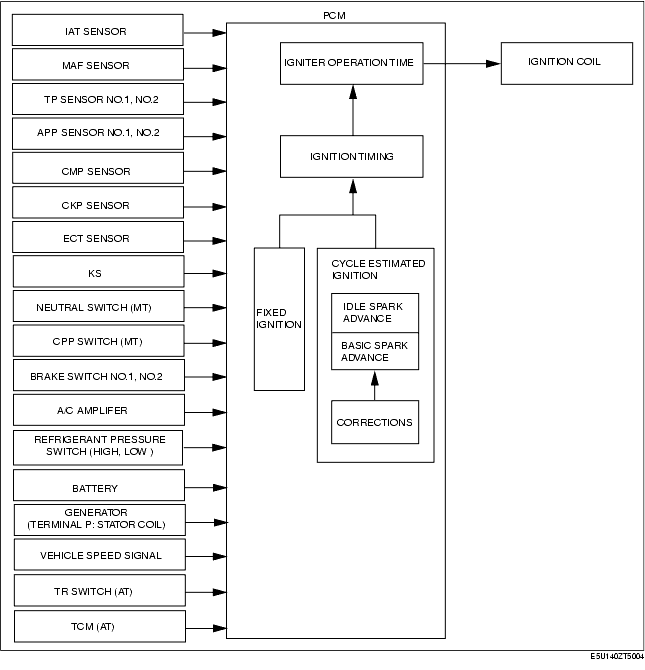 PCM
IAT SENSOR
MAF SENSOR
TP SENSOR NO.1, NO.2
APP SENSOR NO.1, NO.2
CMP SENSOR
CKP SENSOR
ECT SENSOR
KS
NEUTRAL SWITCH (MT)
CPP SWITCH (MT)
BRAKE SWITCH NO.1, NO.2
A/C AMPLIFER
REFRIGERANT PRESSURE
SWITCH (HIGH, LOW )
BATTERY
GENERATOR
(TERMINAL P: STATOR COIL)
VEHICLE SPEED SIGNAL
TR SWITCH (AT)
TCM (AT)
IGNITER OPERATION TIME
IGNITION COIL
IGNITION TIMING
FIXED
IGNITION
CYCLE ESTIMATED
IGNITION
IDLE SPARK
ADVANCE
BASIC SPARK
ADVANCE
CORRECTIONS
E5U140ZT5004